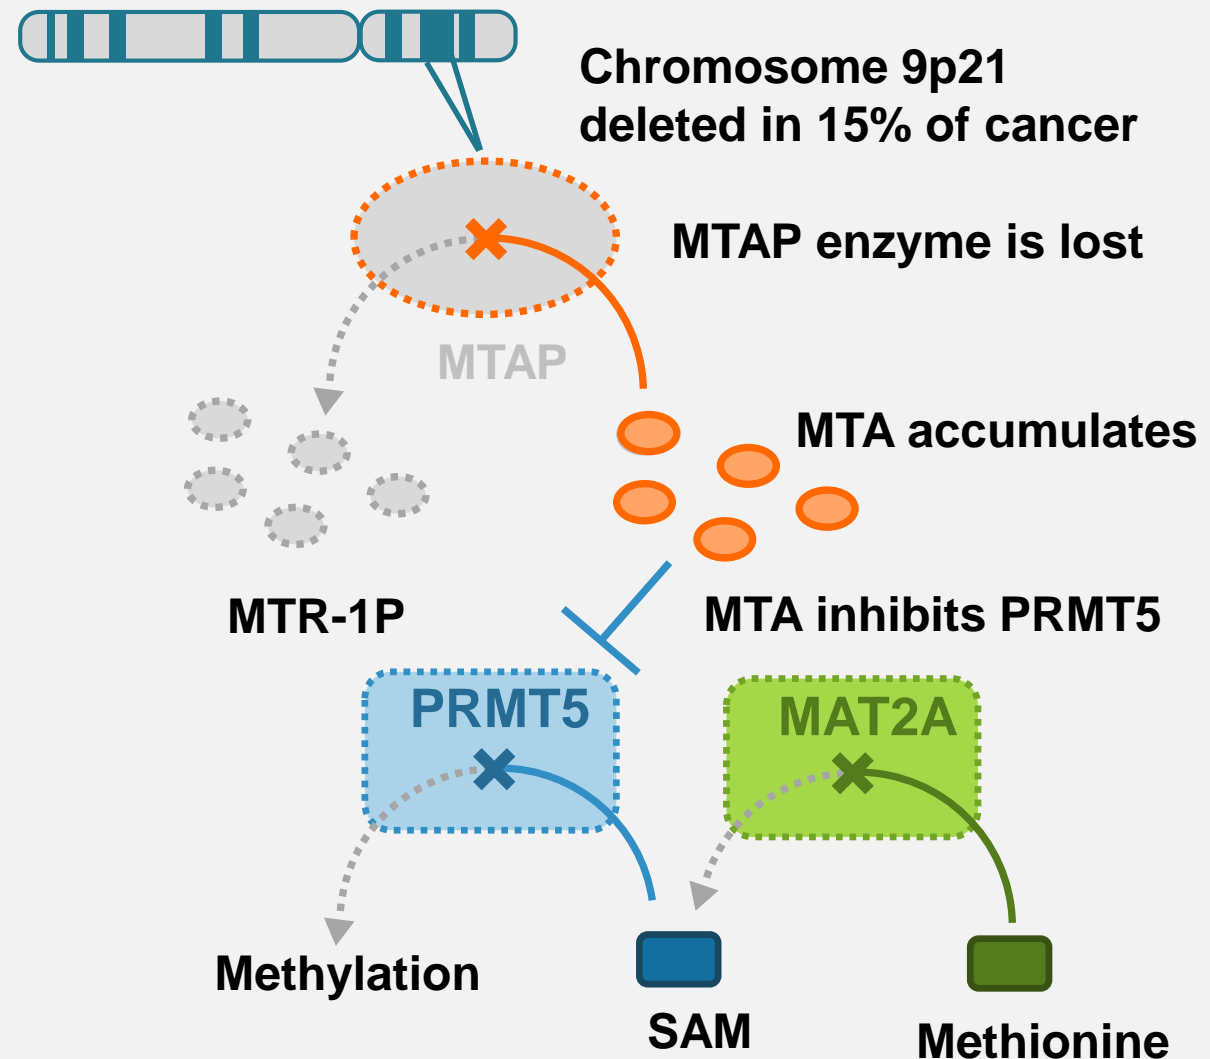 Chromosome 9p21
deleted in 15% of cancer
MTAP enzyme is lost
MTAP
MTA accumulates
MTR-1P
MTA inhibits PRMT5
PRMT5
MAT2A
Methylation
SAM
Methionine